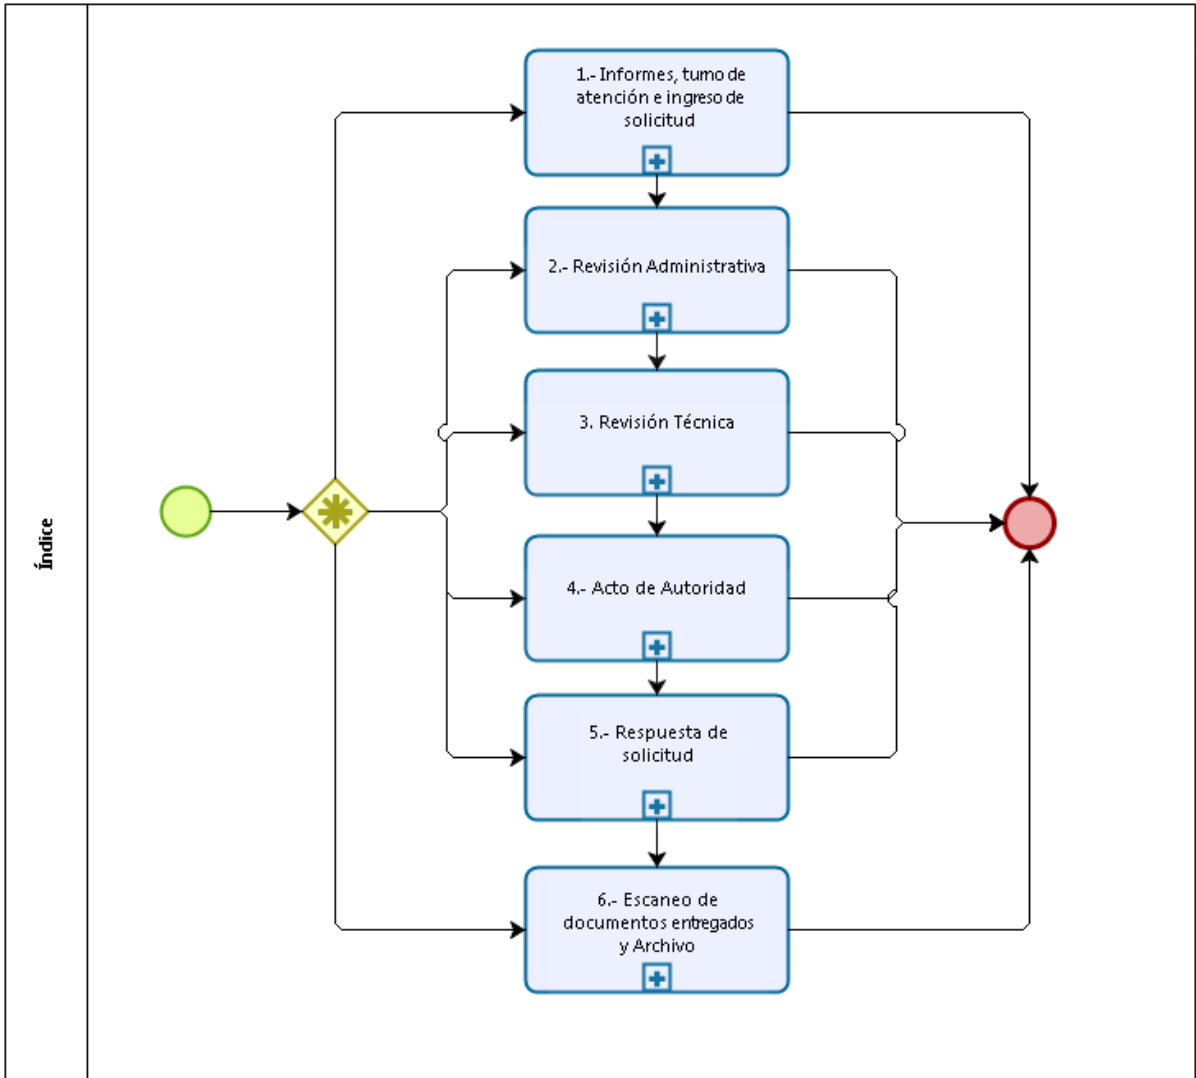 Índice
1.- Informes, turno de
atención e ingreso de
solicitud
2.- Revisión Administrativa
3. Revisión Técnica
4.- Acto de Autoridad
5.- Respuesta de
solicitud
6.- Escaneo de
documentos entregados
y Archivo